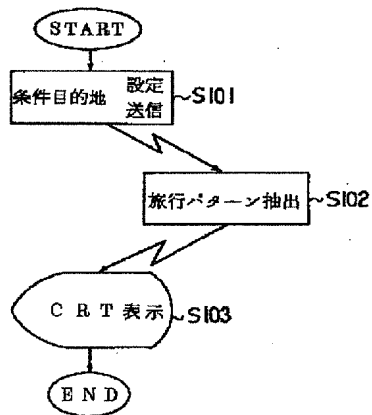 START
条件目的地 設定
送信
S101
旅行パターン抽出
S102
CRT表示
S103
END